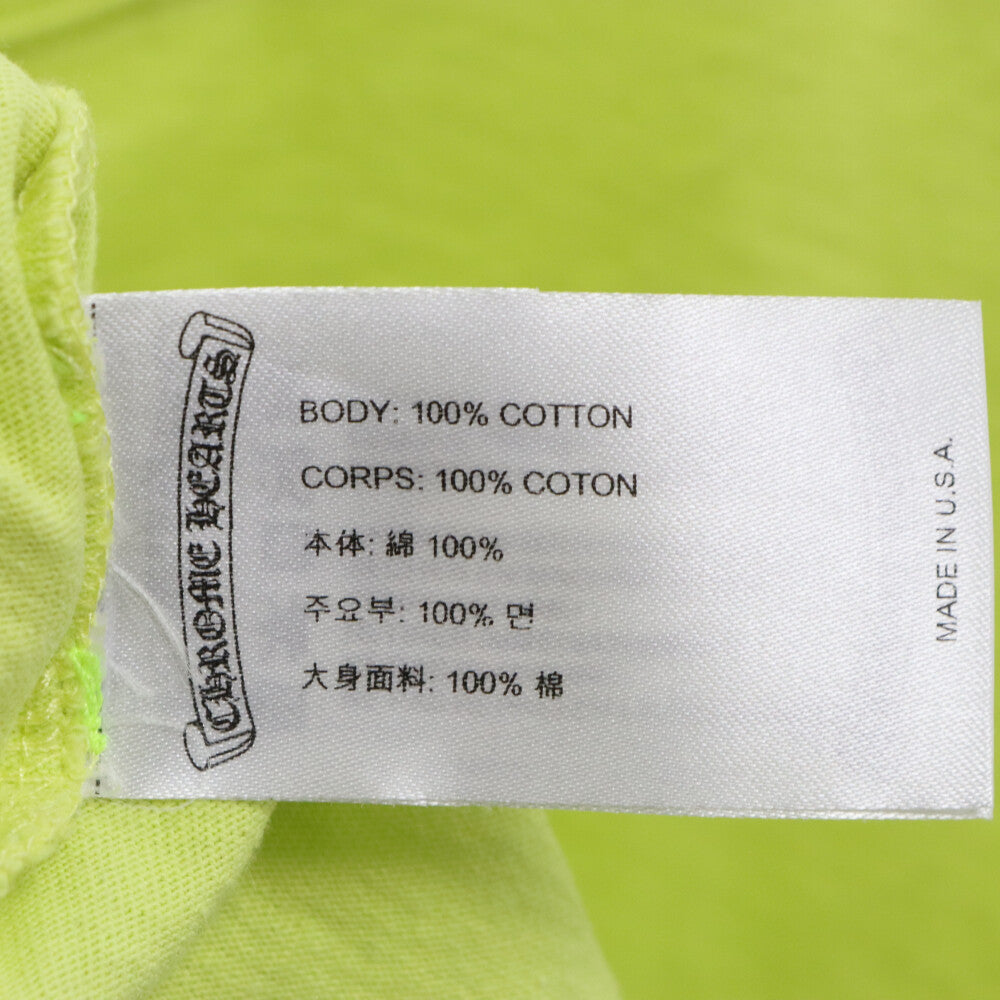 CHROME HEARTS
BODY: 100% COTTON
CORPS: 100% COTON
本体: 綿 100%
주요부: 100% 면
大身面料: 100% 棉
MADE IN U.S.A.